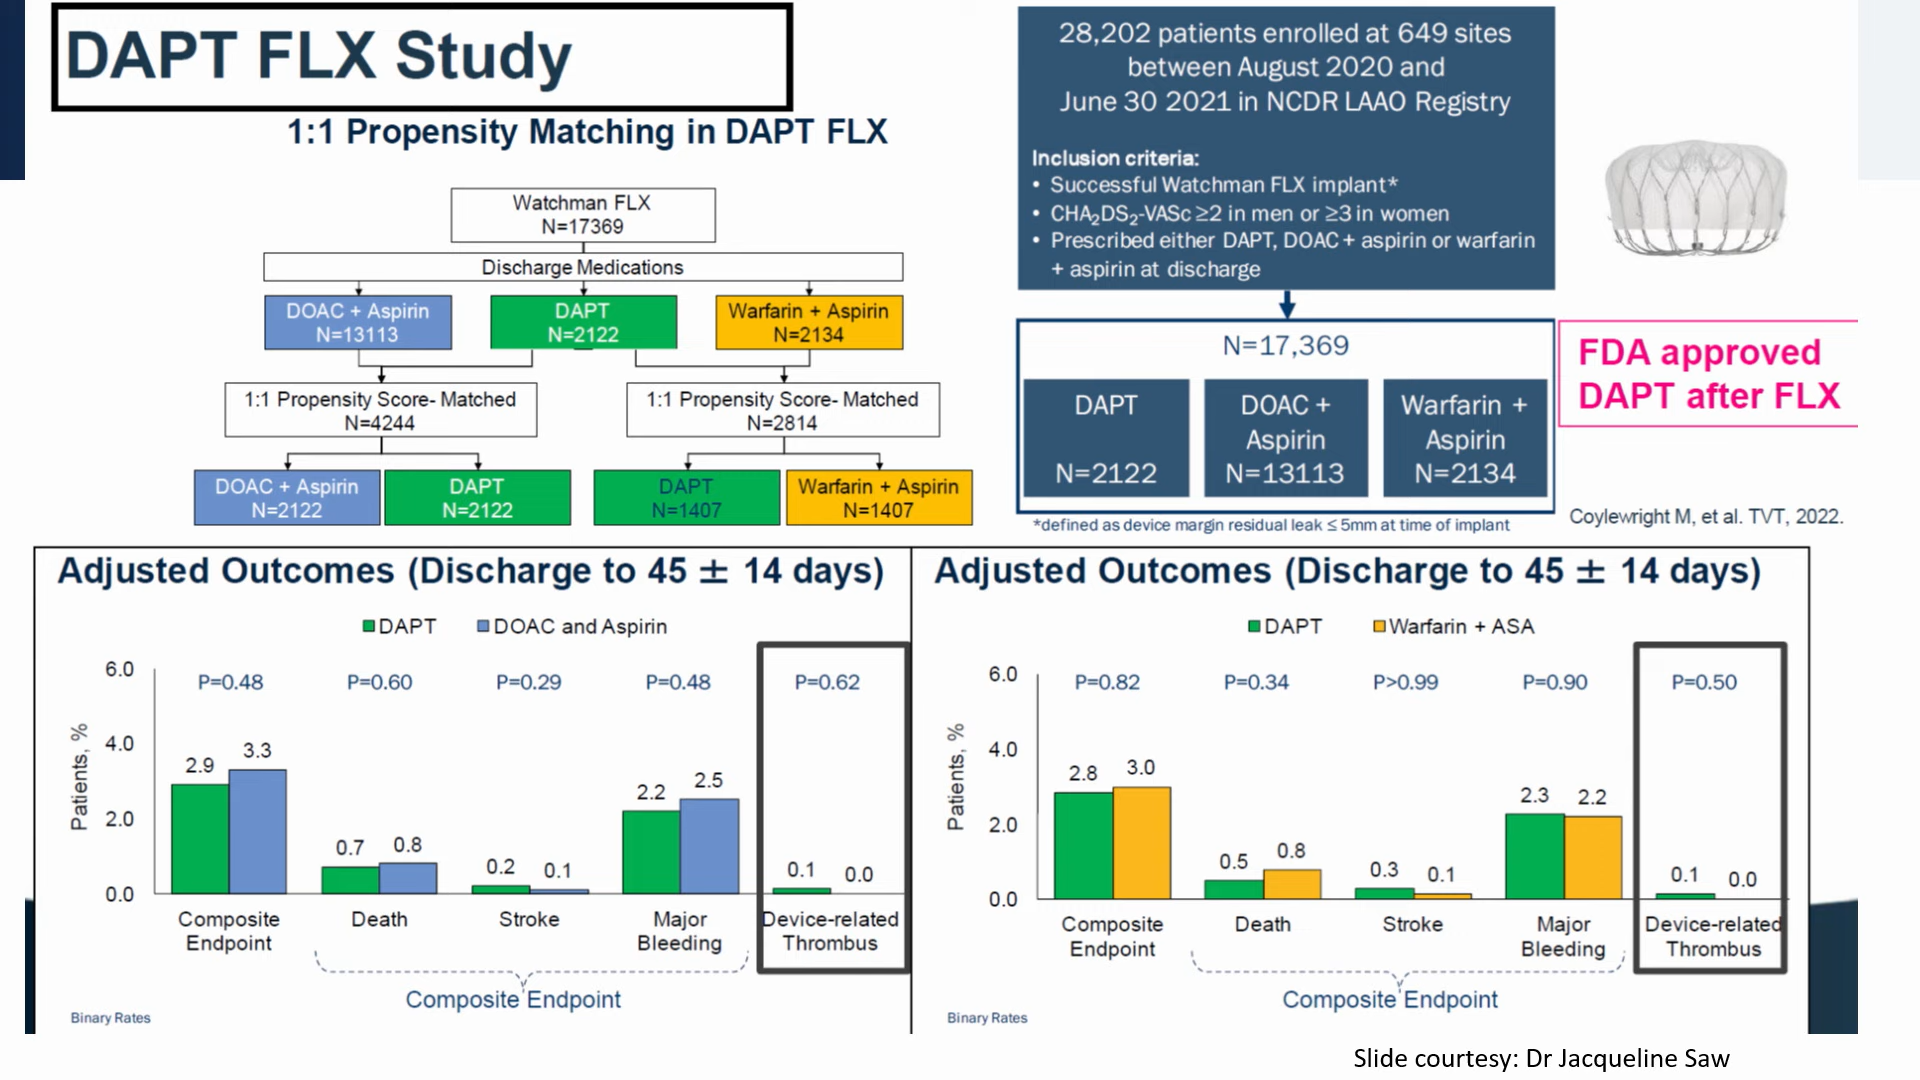 DAPT FLX Study
1:1 Propensity Matching in DAPT FLX
Watchman FLX
N=17369
Discharge Medications
DOAC + Aspirin
N=13113
DAPT
N=2122
Warfarin + Aspirin
N=2134
1:1 Propensity Score- Matched
N=4244
1:1 Propensity Score- Matched
N=2814
DOAC + Aspirin
N=2122
DAPT
N=2122
DAPT
N=1407
Warfarin + Aspirin
N=1407
28,202 patients enrolled at 649 sites
between August 2020 and
June 30 2021 in NCDR LAAO Registry
Inclusion criteria:
• Successful Watchman FLX implant*
• CHA₂DS₂-VASc ≥2 in men or ≥3 in women
• Prescribed either DAPT, DOAC + aspirin or warfarin
+ aspirin at discharge
N=17,369
DAPT
N=2122
DOAC +
Aspirin
N=13113
Warfarin +
Aspirin
N=2134
*defined as device margin residual leak ≤ 5mm at time of implant
FDA approved
DAPT after FLX
Coylewright M, et al. TVT, 2022.
Adjusted Outcomes (Discharge to 45 ± 14 days)
DAPT DOAC and Aspirin
Patients, %
6.0
4.0
2.0
0.0
P=0.48 P=0.60 P=0.29 P=0.48 P=0.62
2.9 3.3 0.7 0.8 0.2 0.1 2.2 2.5 0.1 0.0
Composite
Endpoint
Death
Stroke
Major
Bleeding
Device-related
Thrombus
Composite Endpoint
Binary Rates
Adjusted Outcomes (Discharge to 45 ± 14 days)
DAPT Warfarin + ASA
Patients, %
6.0
4.0
2.0
0.0
P=0.82 P=0.34 P>0.99 P=0.90 P=0.50
2.8 3.0 0.5 0.8 0.3 0.1 2.3 2.2 0.1 0.0
Composite
Endpoint
Death
Stroke
Major
Bleeding
Device-related
Thrombus
Composite Endpoint
Binary Rates
Slide courtesy: Dr Jacqueline Saw